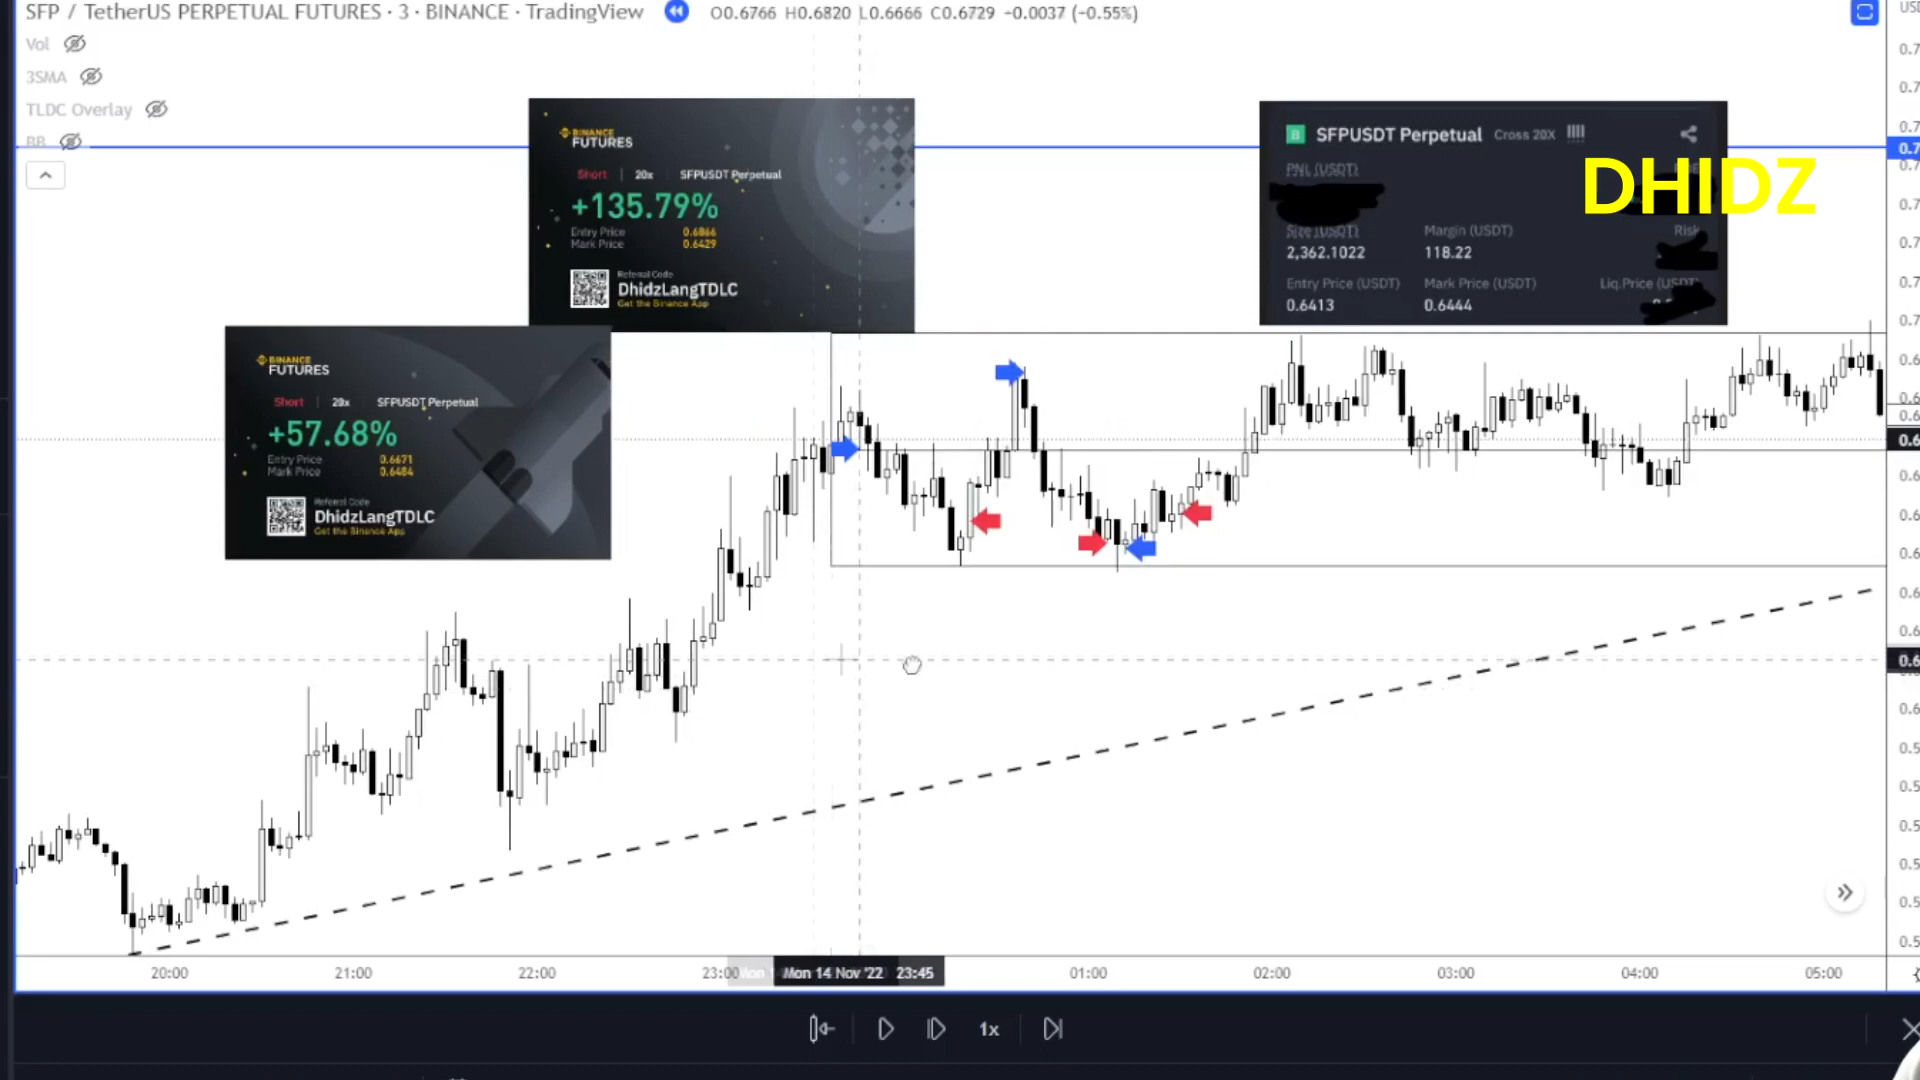 SFP / TetherUS PERPETUAL FUTURES · 3 · BINANCE · TradingView O0.6766 H0.6820 L0.6666 C0.6729 −0.0037 (−0.55%)
Vol
3SMA
TLDC Overlay
BB
BINANCE
FUTURES
Short | 20x SFPUSDT Perpetual
+135.79%
Entry Price 0.6866
Mark Price 0.6429
Referral Code
DhidzLangTDLC
Get the Binance App
SFPUSDT Perpetual Cross 20X
PNL (USDT)
DHIDZ
Size (USDT) Margin (USDT) Risk
2,362.1022 118.22
Entry Price (USDT) Mark Price (USDT) Liq.Price (USDT)
0.6413 0.6444
BINANCE
FUTURES
Short | 20x SFPUSDT Perpetual
+57.68%
Entry Price 0.6671
Mark Price 0.6484
Referral Code
DhidzLangTDLC
Get the Binance App
20:00 21:00 22:00 23:00 Mon 14 Nov '22 23:45 01:00 02:00 03:00 04:00 05:00
1x